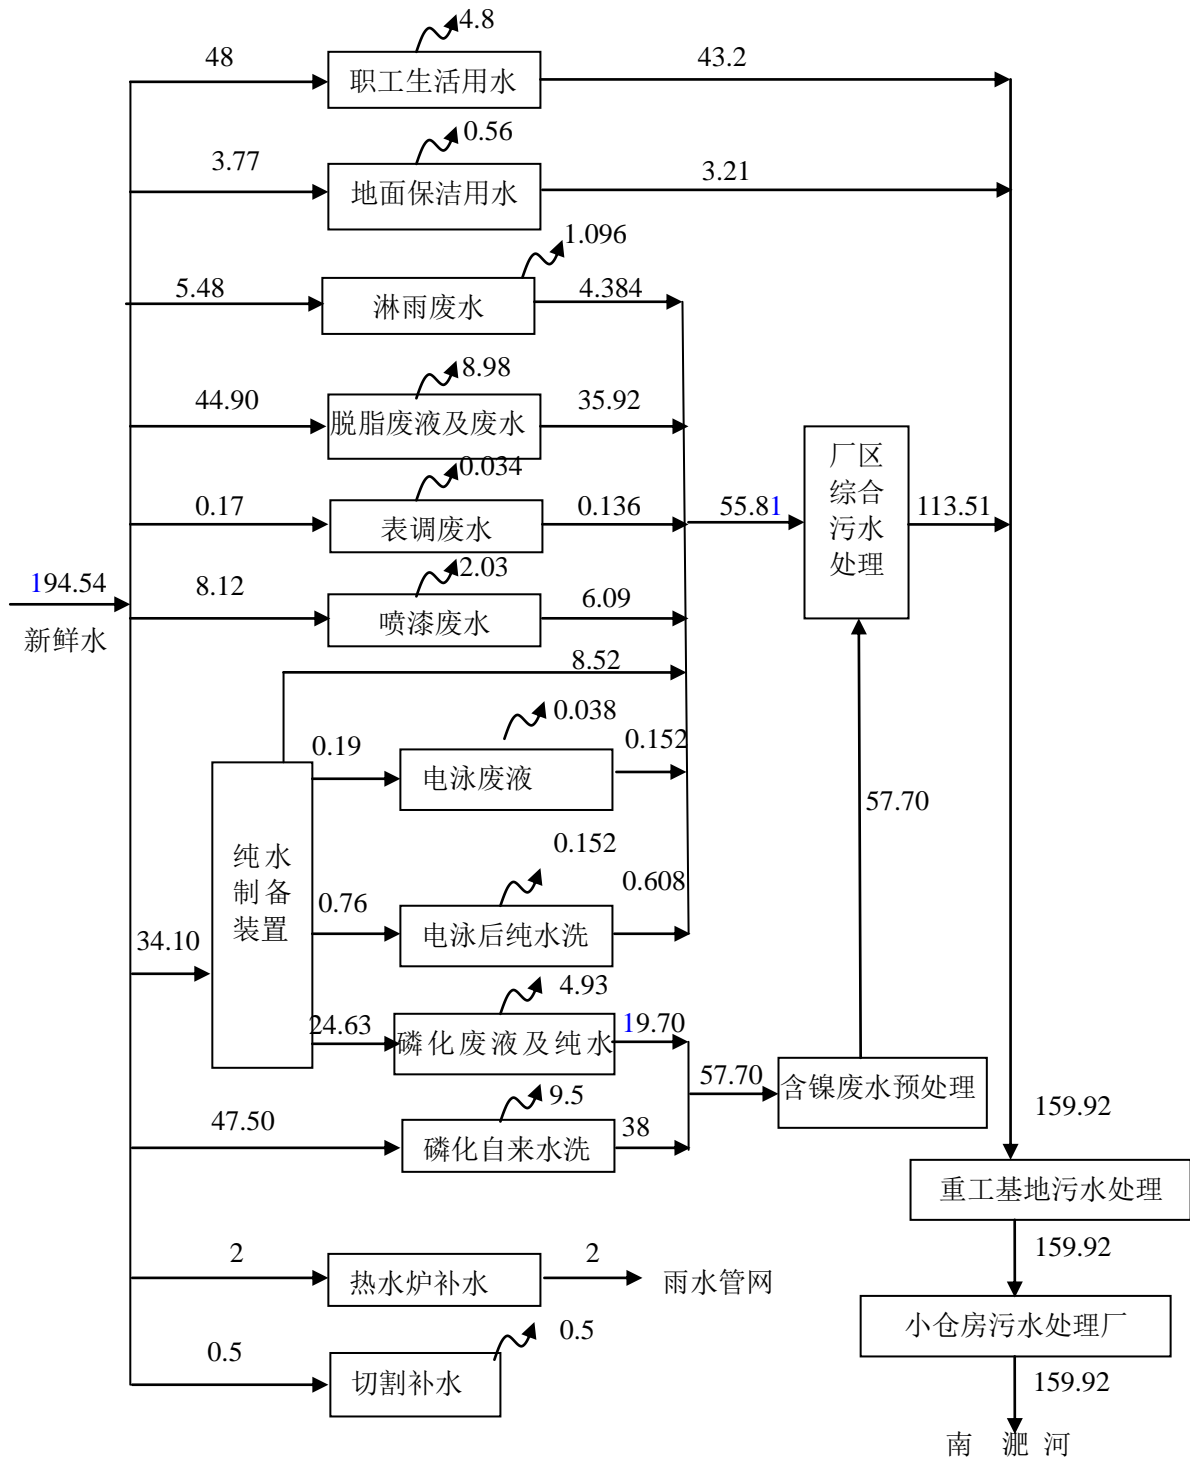 4.8
48
职工生活用水
43.2
0.56
3.77
地面保洁用水
3.21
1.096
5.48
淋雨废水
4.384
8.98
44.90
脱脂废液及废水
35.92
0.034
0.17
表调废水
0.136
2.03
8.12
喷漆废水
6.09
194.54
新鲜水
55.81
厂区
综合
污水
处理
113.51
8.52
0.038
0.19
电泳废液
0.152
纯水
制备
装置
34.10
0.152
0.76
电泳后纯水洗
0.608
57.70
4.93
24.63
磷化废液及纯水
19.70
57.70
含镍废水预处理
9.5
47.50
磷化自来水洗
38
159.92
重工基地污水处理
159.92
2
热水炉补水
2
雨水管网
小仓房污水处理厂
0.5
0.5
切割补水
159.92
南 淝 河